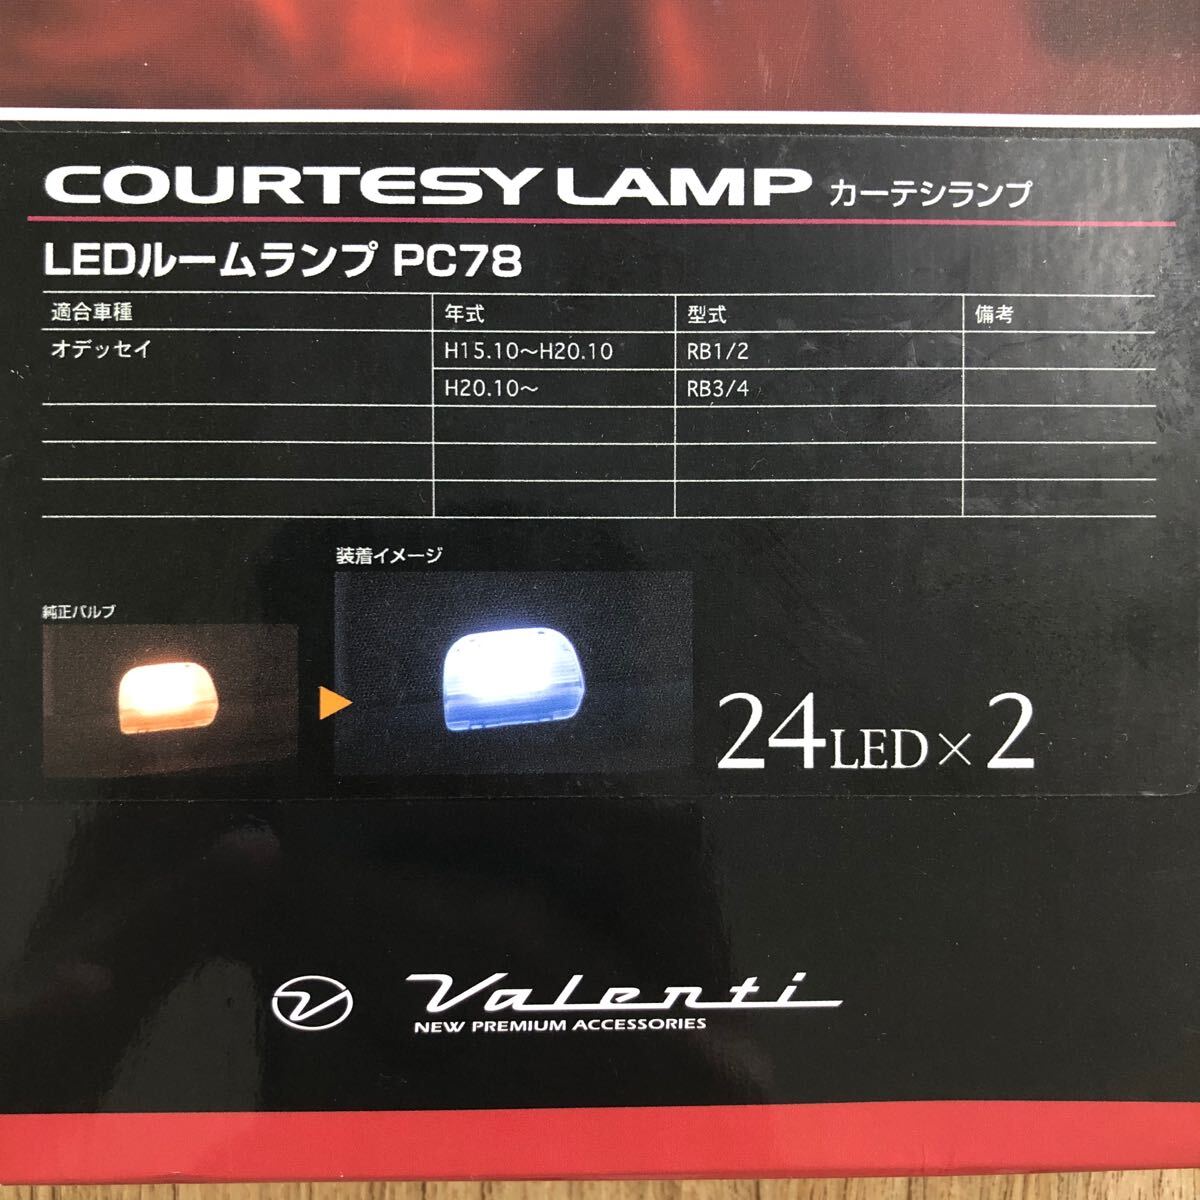 COURTESY LAMP カーテシランプ
LEDルームランプ PC78
適合車種 年式 型式 備考
オデッセイ H15.10〜H20.10 RB1/2
H20.10〜 RB3/4
装着イメージ
純正バルブ
24LED×2
Valenti
NEW PREMIUM ACCESSORIES